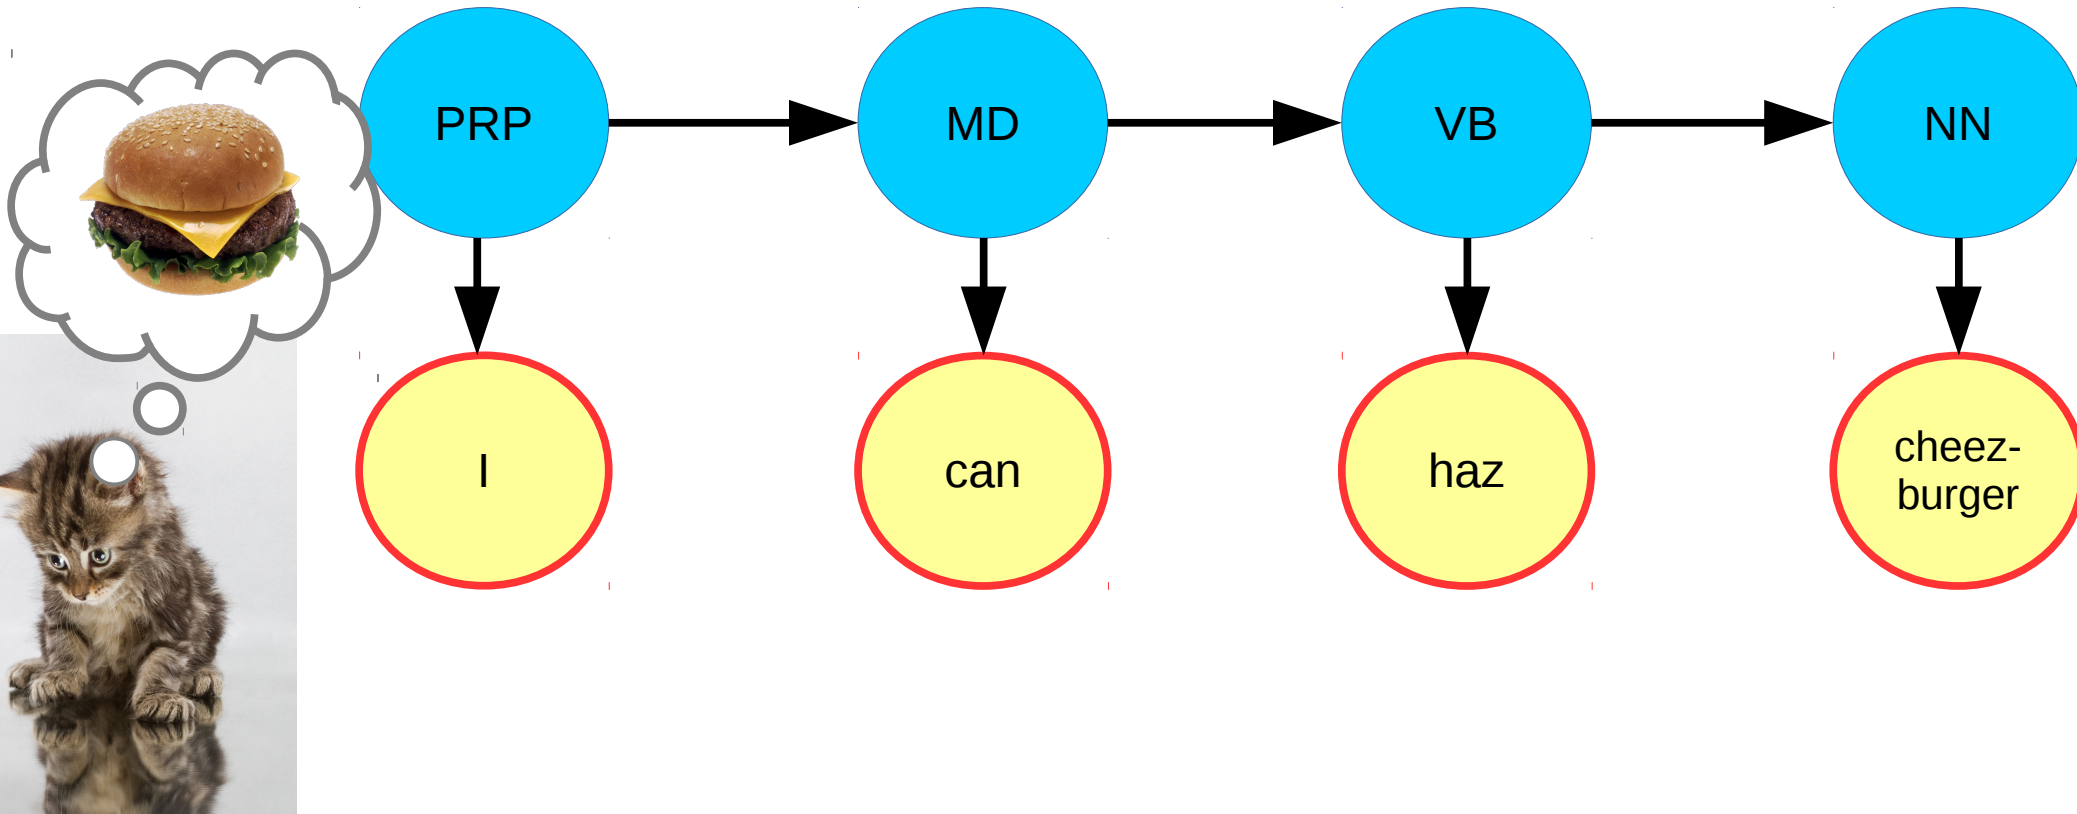 PRP
MD
VB
NN
I
can
haz
cheez-
burger